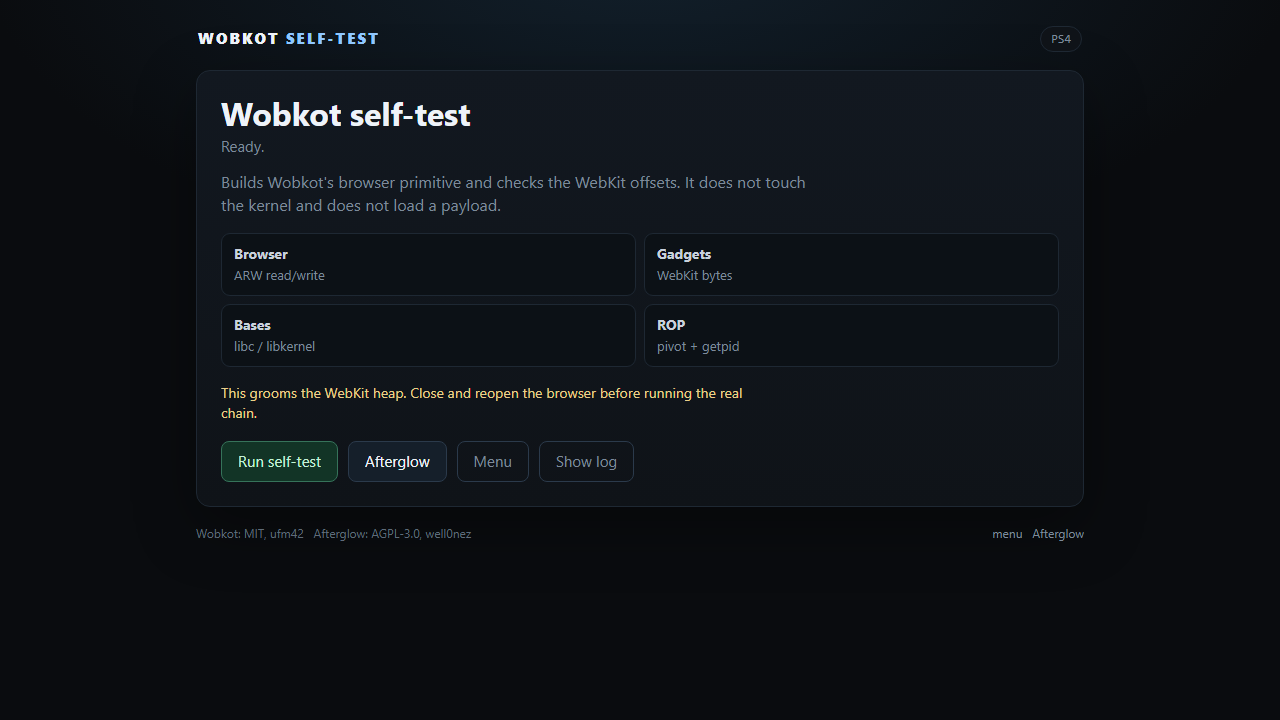 WOBKOT SELF-TEST
PS4
Wobkot self-test
Ready.
Builds Wobkot's browser primitive and checks the WebKit offsets. It does not touch
the kernel and does not load a payload.
Browser
ARW read/write
Gadgets
WebKit bytes
Bases
libc / libkernel
ROP
pivot + getpid
This grooms the WebKit heap. Close and reopen the browser before running the real
chain.
Run self-test
Afterglow
Menu
Show log
Wobkot: MIT, ufm42 Afterglow: AGPL-3.0, well0nez
menu Afterglow